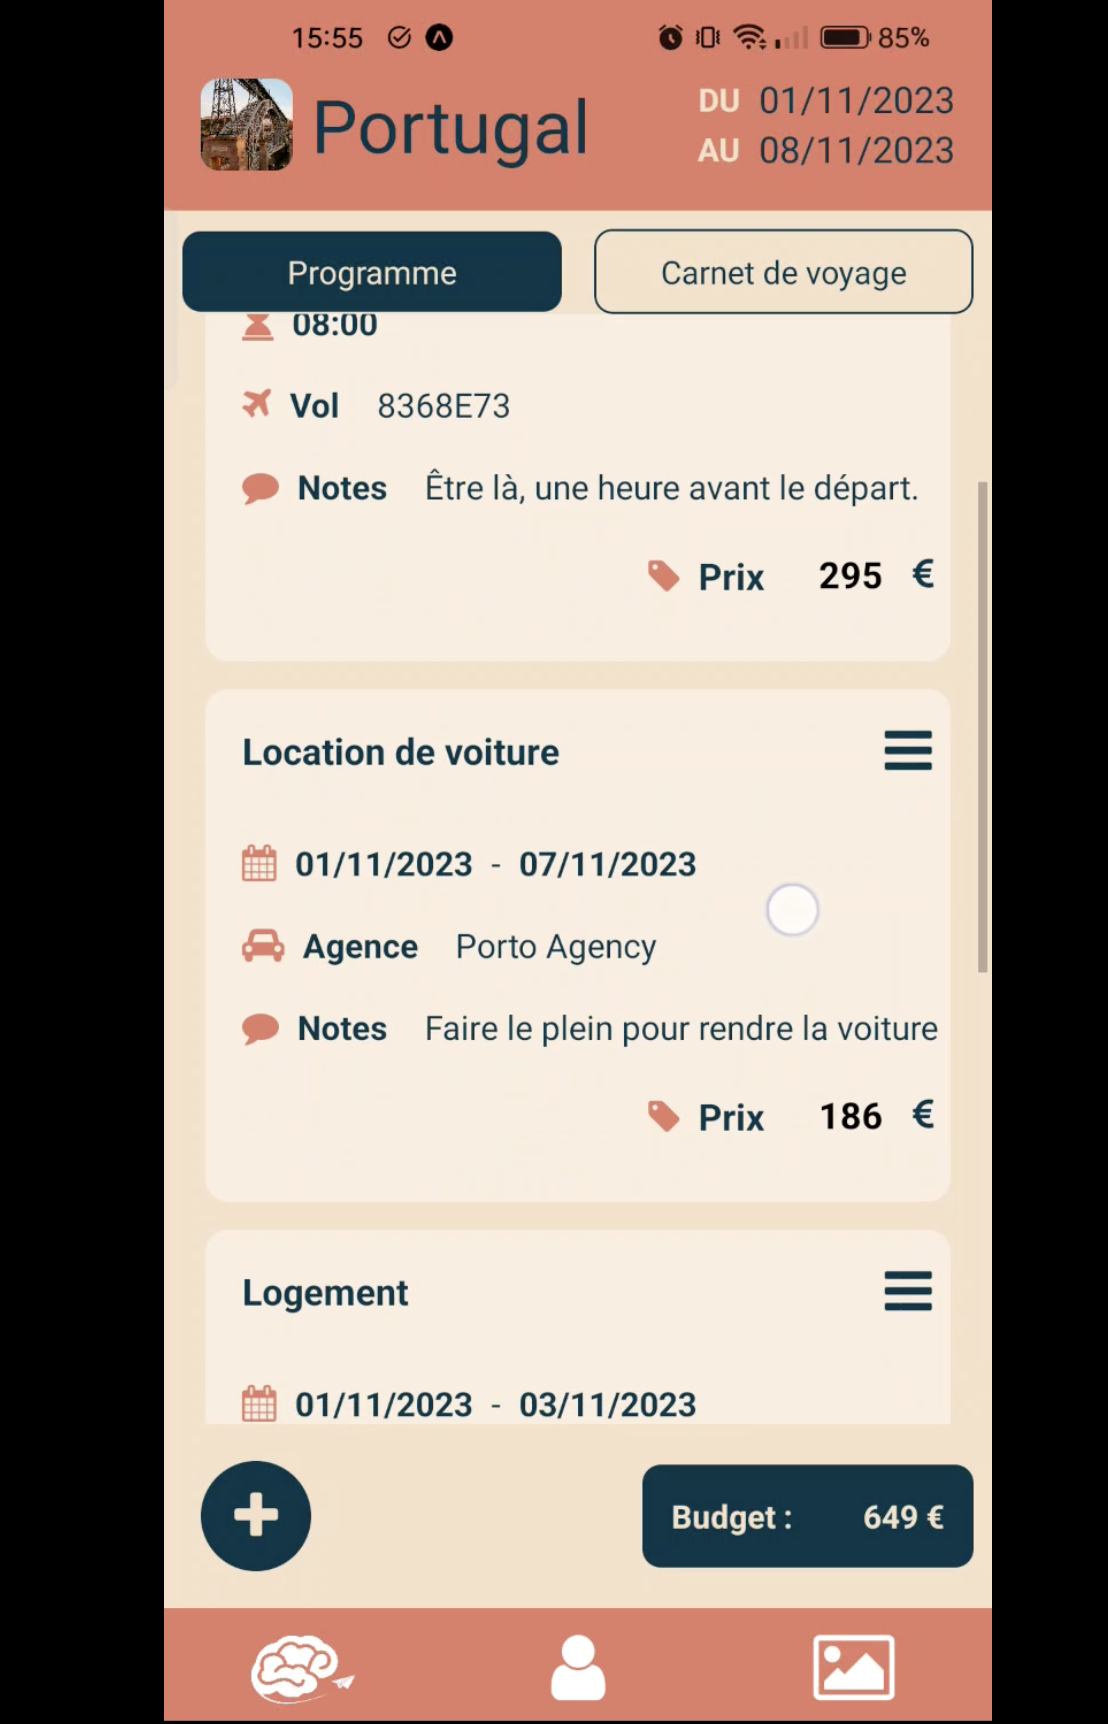 15:55 85%
Portugal
DU 01/11/2023
AU 08/11/2023
Programme Carnet de voyage
08:00
Vol 8368E73
Notes Être là, une heure avant le départ.
Prix 295 €
Location de voiture
01/11/2023 - 07/11/2023
Agence Porto Agency
Notes Faire le plein pour rendre la voiture
Prix 186 €
Logement
01/11/2023 - 03/11/2023
Budget : 649 €